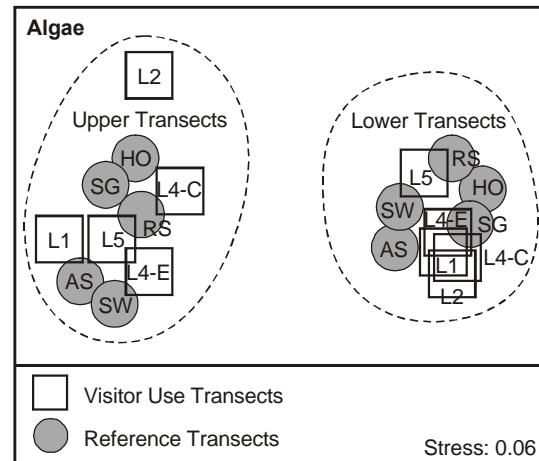 Algae
L2
Upper Transects
HO
SG
L4-C
RS
L1
L5
L4-E
AS
SW
Lower Transects
RS
L5
HO
SW
L4-E
SG
AS
L1
L4-C
L2
Visitor Use Transects
Reference Transects
Stress: 0.06